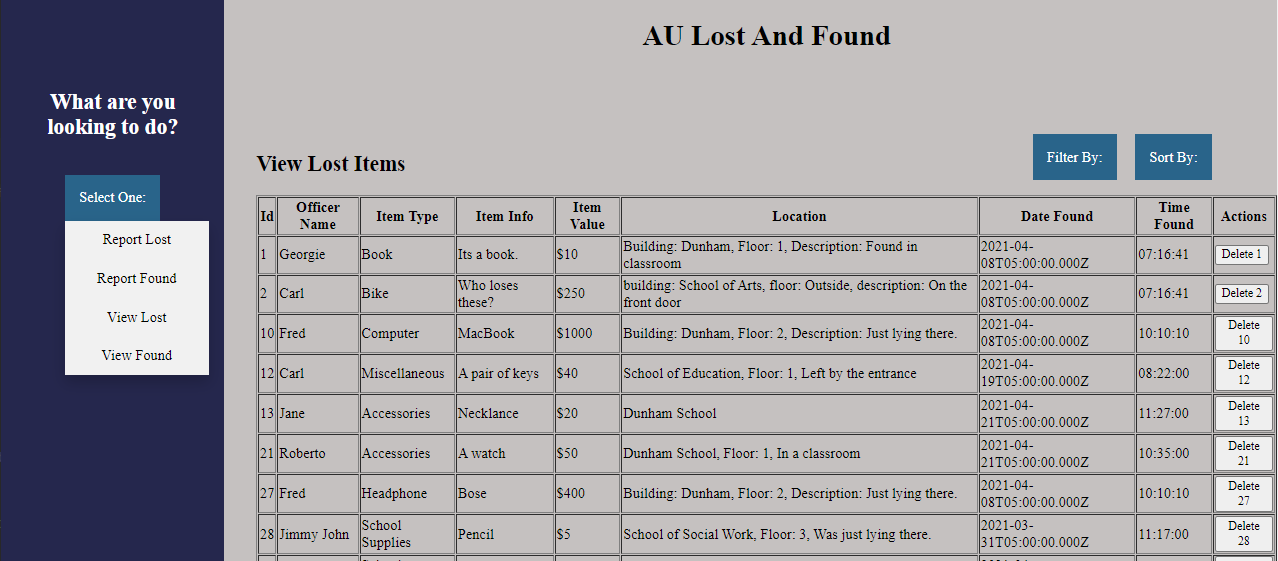 AU Lost And Found
What are you
looking to do?
Select One:
Report Lost
Report Found
View Lost
View Found
View Lost Items
Filter By:
Sort By:
Id Officer Name Item Type Item Info Item Value Location Date Found Time Found Actions
1 Georgie Book Its a book. $10 Building: Dunham, Floor: 1, Description: Found in classroom 2021-04-08T05:00:00.000Z 07:16:41 Delete 1
2 Carl Bike Who loses these? $250 building: School of Arts, floor: Outside, description: On the front door 2021-04-08T05:00:00.000Z 07:16:41 Delete 2
10 Fred Computer MacBook $1000 Building: Dunham, Floor: 2, Description: Just lying there. 2021-04-08T05:00:00.000Z 10:10:10 Delete 10
12 Carl Miscellaneous A pair of keys $40 School of Education, Floor: 1, Left by the entrance 2021-04-19T05:00:00.000Z 08:22:00 Delete 12
13 Jane Accessories Necklance $20 Dunham School 2021-04-21T05:00:00.000Z 11:27:00 Delete 13
21 Roberto Accessories A watch $50 Dunham School, Floor: 1, In a classroom 2021-04-21T05:00:00.000Z 10:35:00 Delete 21
27 Fred Headphone Bose $400 Building: Dunham, Floor: 2, Description: Just lying there. 2021-04-08T05:00:00.000Z 10:10:10 Delete 27
28 Jimmy John School Supplies Pencil $5 School of Social Work, Floor: 3, Was just lying there. 2021-03-31T05:00:00.000Z 11:17:00 Delete 28